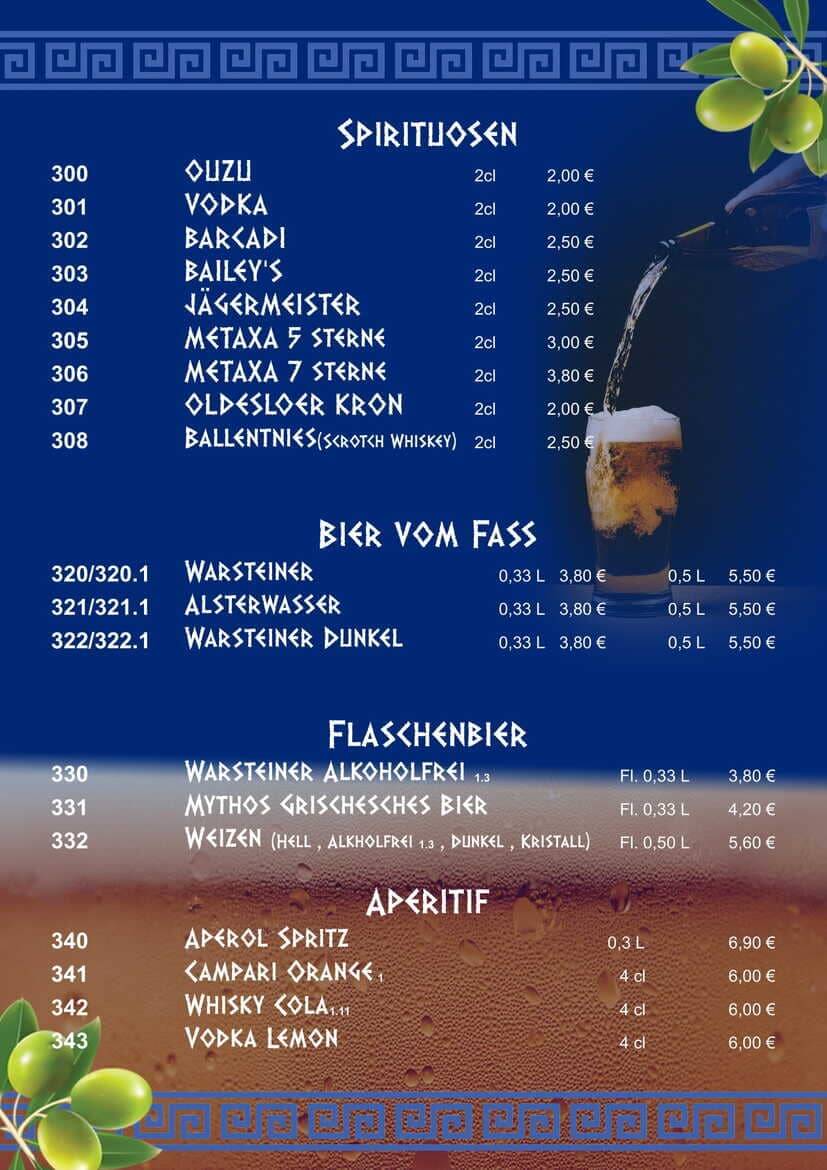 Spirituosen
300 OUZU 2cl 2,00 €
301 VODKA 2cl 2,00 €
302 BARCADI 2cl 2,50 €
303 BAILEY'S 2cl 2,50 €
304 JÄGERMEISTER 2cl 2,50 €
305 METAXA 5 STERNE 2cl 3,00 €
306 METAXA 7 STERNE 2cl 3,80 €
307 OLDESLOER KRON 2cl 2,00 €
308 BALLENTNIES(SCROTCH WHISKEY) 2cl 2,50 €
BIER VOM FASS
320/320.1 WARSTEINER 0,33 L 3,80 € 0,5 L 5,50 €
321/321.1 ALSTERWASSER 0,33 L 3,80 € 0,5 L 5,50 €
322/322.1 WARSTEINER DUNKEL 0,33 L 3,80 € 0,5 L 5,50 €
FLASCHENBIER
330 WARSTEINER ALKOHOLFREI 1.3 Fl. 0,33 L 3,80 €
331 MYTHOS GRISCHESCHES BIER Fl. 0,33 L 4,20 €
332 WEIZEN (HELL , ALKHOLFREI 1.3 , DUNKEL , KRISTALL) Fl. 0,50 L 5,60 €
APERITIF
340 APEROL SPRITZ 0,3 L 6,90 €
341 CAMPARI ORANGE 1 4 cl 6,00 €
342 WHISKY COLA1.11 4 cl 6,00 €
343 VODKA LEMON 4 cl 6,00 €